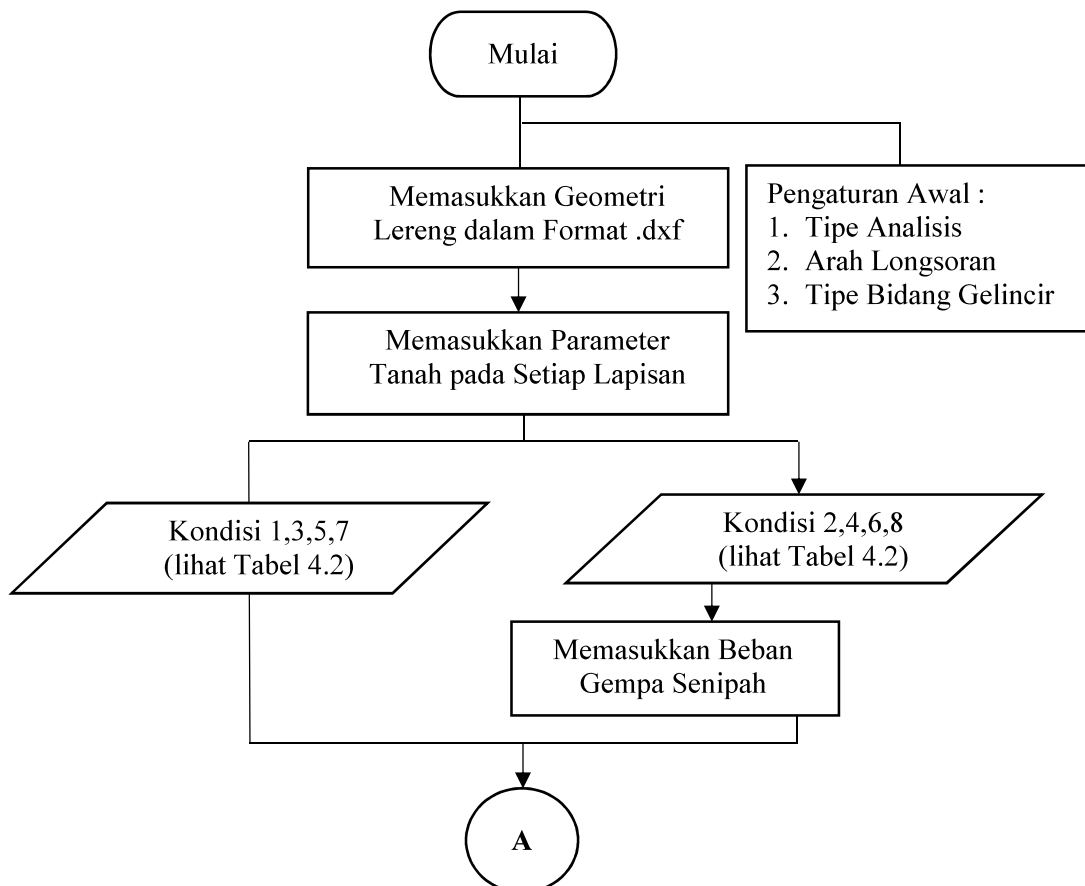 Mulai
Memasukkan Geometri
Lereng dalam Format .dxf
Pengaturan Awal :
1. Tipe Analisis
2. Arah Longsoran
3. Tipe Bidang Gelincir
Memasukkan Parameter
Tanah pada Setiap Lapisan
Kondisi 1,3,5,7
(lihat Tabel 4.2)
Kondisi 2,4,6,8
(lihat Tabel 4.2)
Memasukkan Beban
Gempa Senipah
A